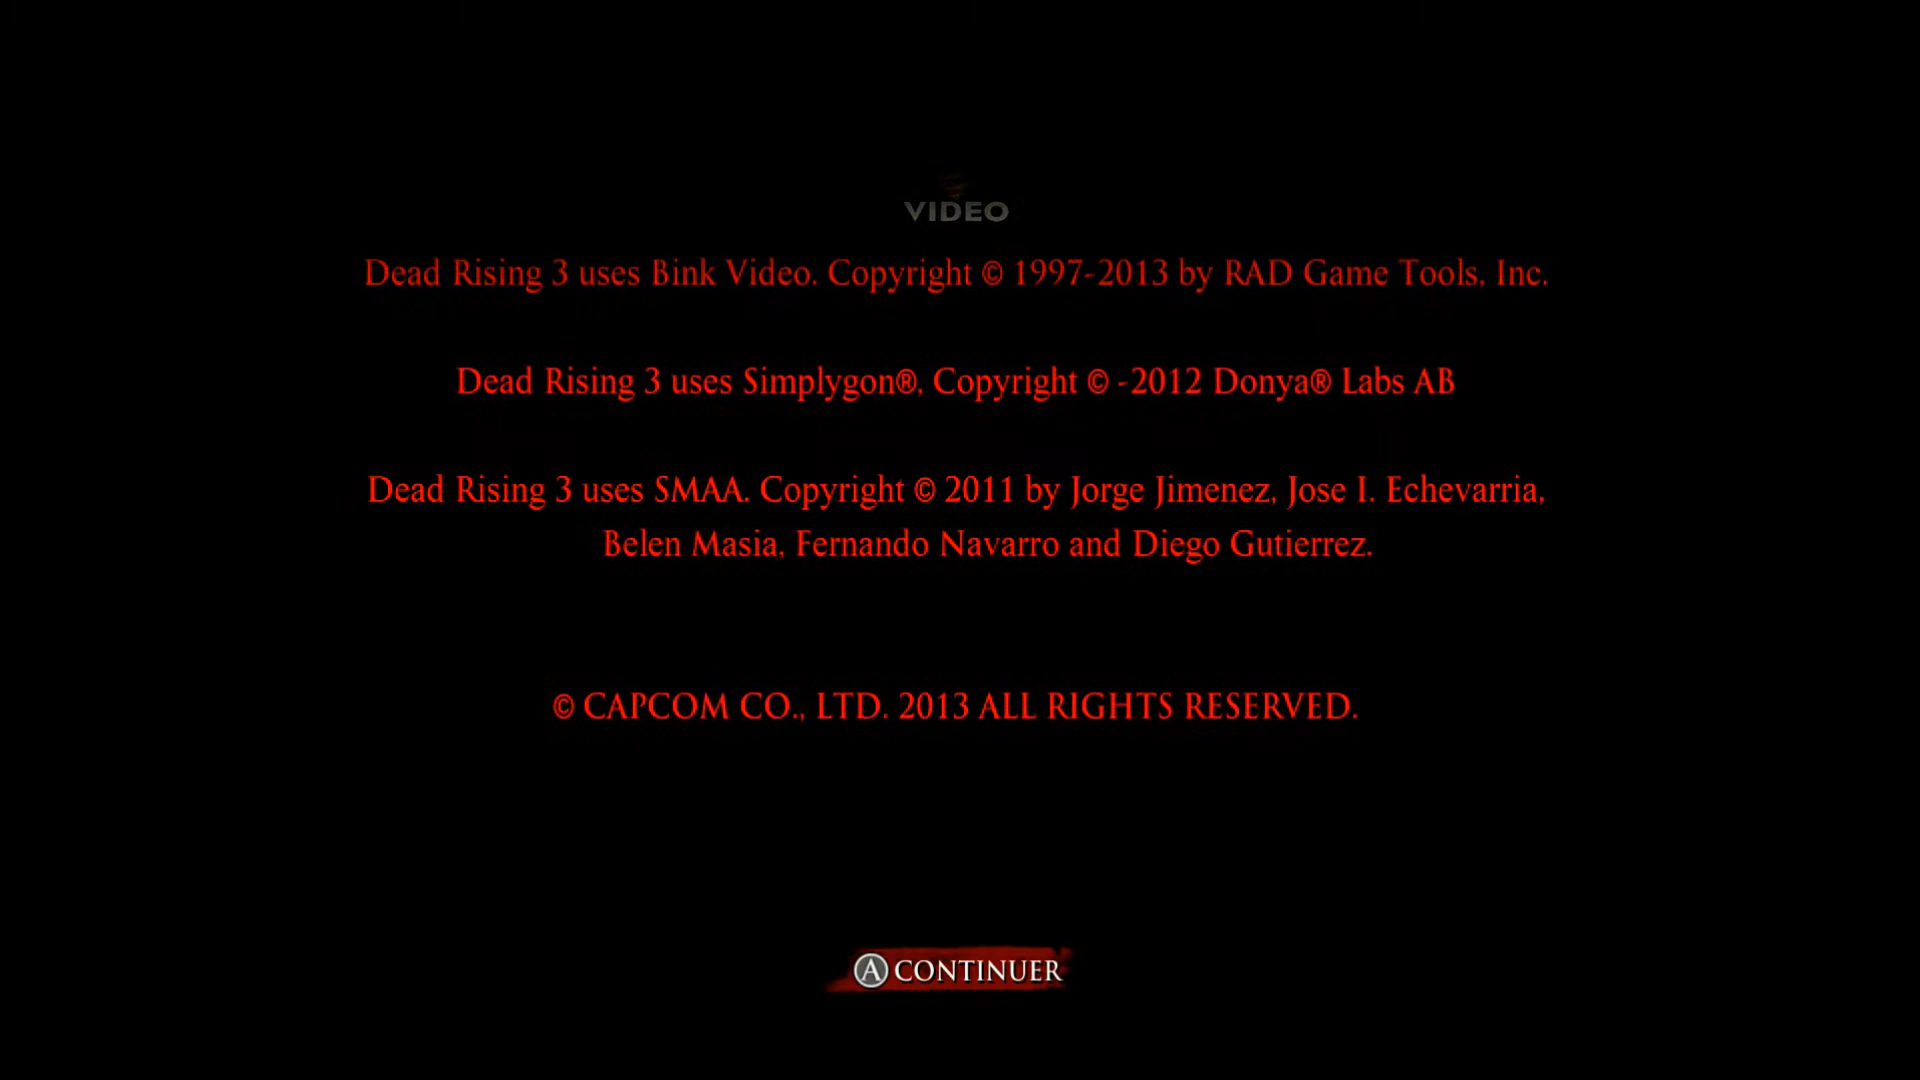 VIDEO
Dead Rising 3 uses Bink Video. Copyright © 1997-2013 by RAD Game Tools, Inc.
Dead Rising 3 uses Simplygon®, Copyright © -2012 Donya® Labs AB
Dead Rising 3 uses SMAA. Copyright © 2011 by Jorge Jimenez, Jose I. Echevarria,
Belen Masia, Fernando Navarro and Diego Gutierrez.
© CAPCOM CO., LTD. 2013 ALL RIGHTS RESERVED.
A CONTINUER